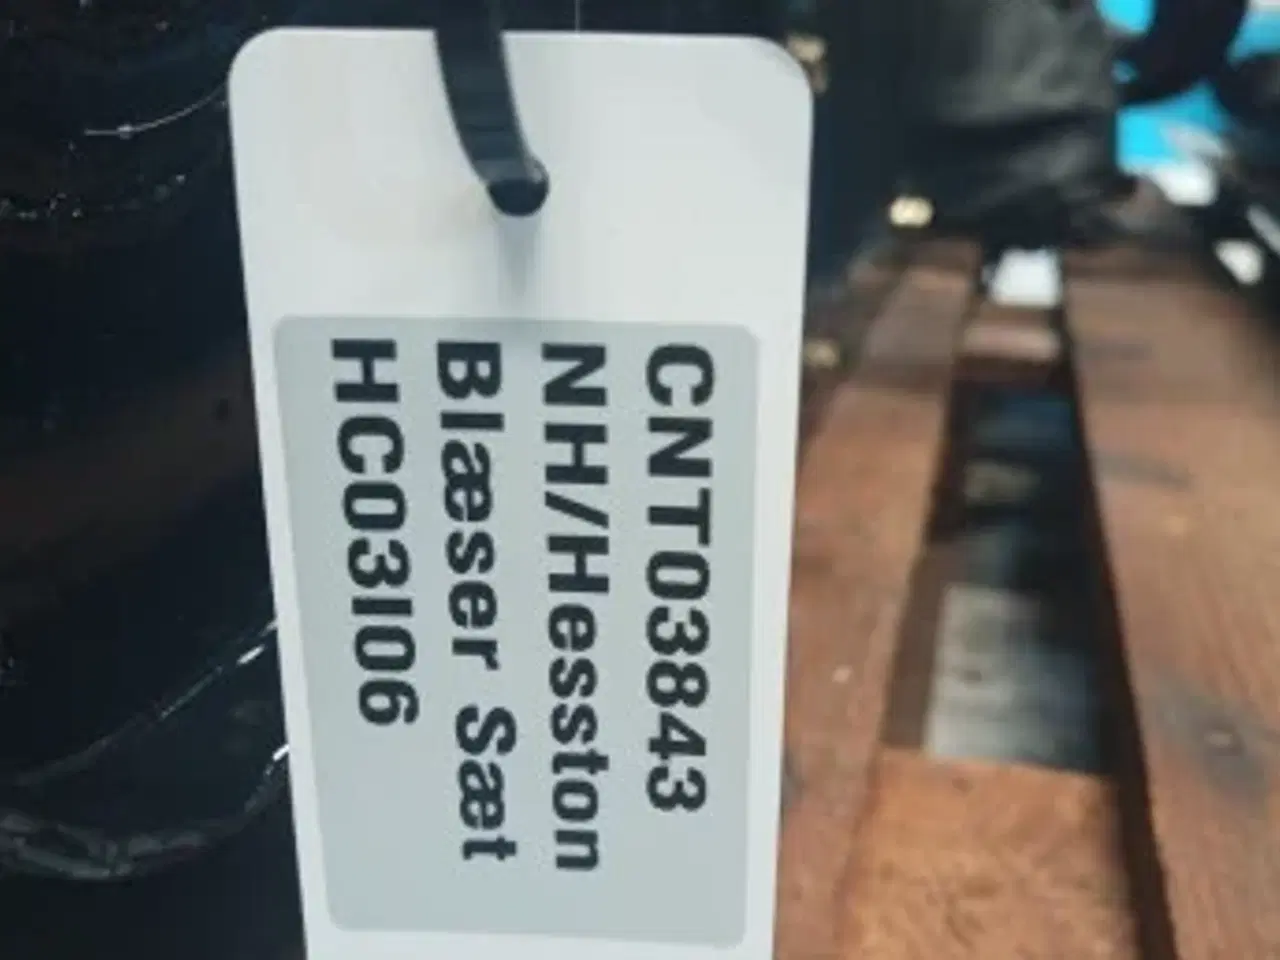 CNT03843
NH/Hesston
Blæser Sæt
HC03I06